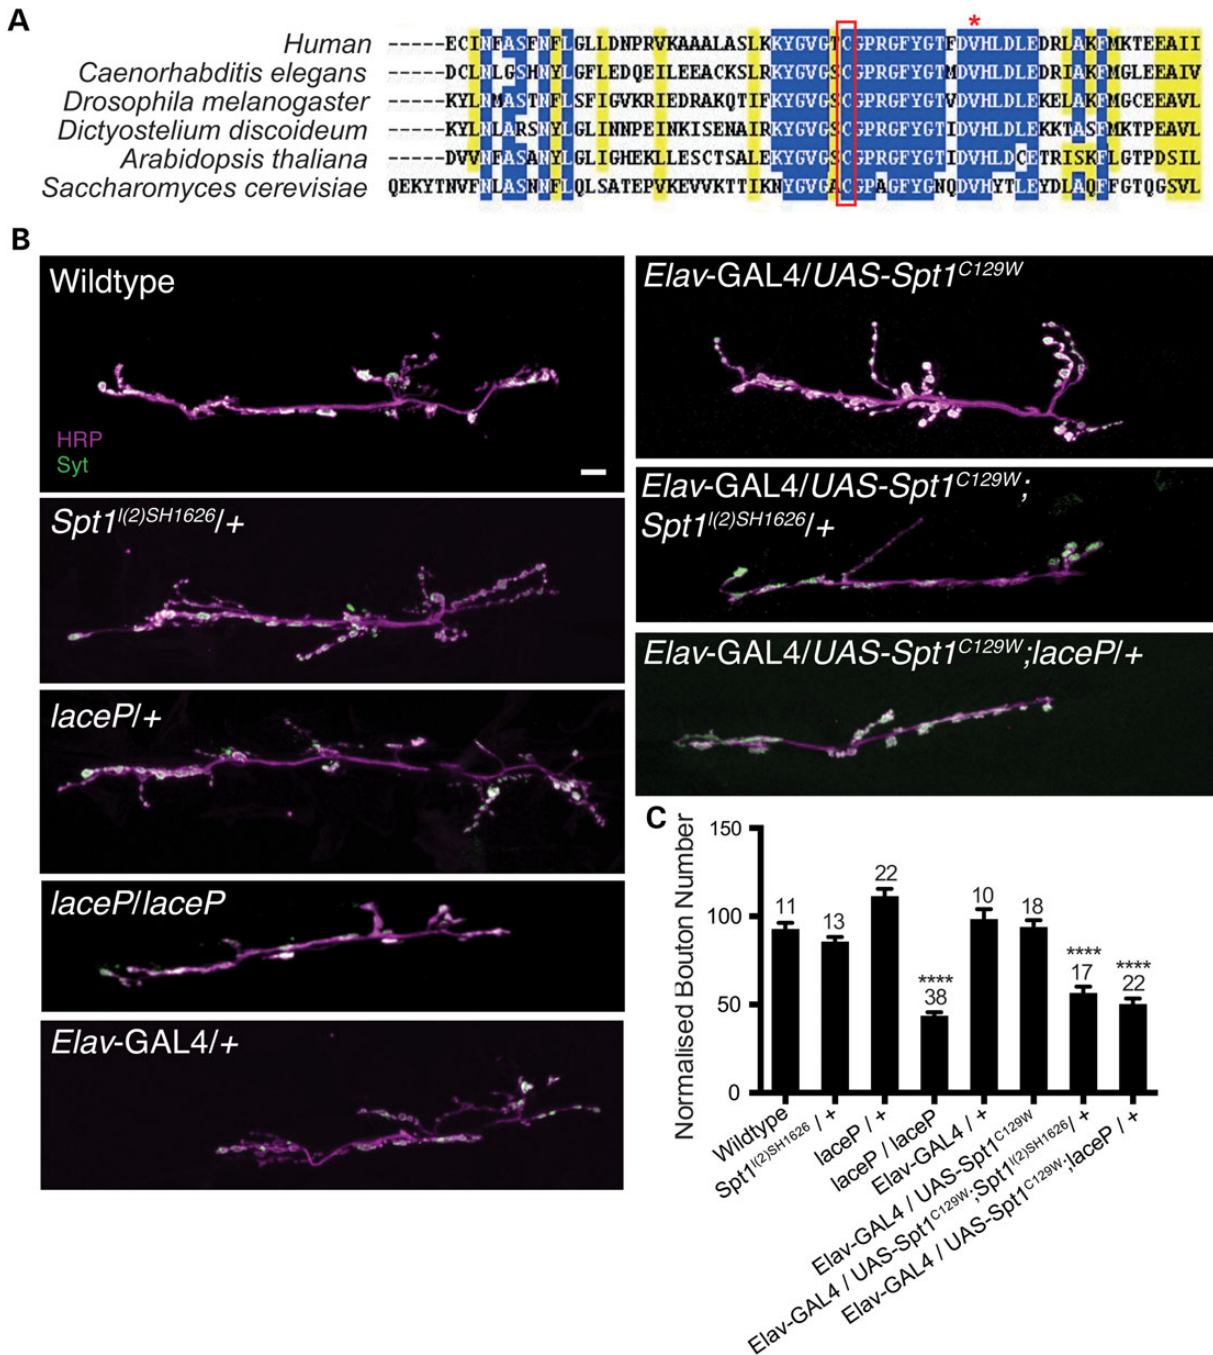 A
*
Human -----ECINFASFNFLGLLDNPRVKAAALASLKKYGVGTCGPRGFYGTFDVHLDLEDRLAKFMKTEEAII
Caenorhabditis elegans -----DCLNLGSHNYLGFLEDQEILEEACKSLRKYGVGSCGPRGFYGTMDVHLDLEDRIAKFMGLEEAIV
Drosophila melanogaster -----KYLNMASTNFLSFIGVKRIEDRAKQTIFKYGVGSCGPRGFYGTVDVHLDLEKELAKFMGCEEAVL
Dictyostelium discoideum -----KYLNLARSNYLGLINNPEINKISENAIRKYGVGSCGPRGFYGTIDVHLDLEKKTASFMKTPEAVL
Arabidopsis thaliana -----DVVNFASANYLGLIGHEKLLESCTSALEKYGVGSCGPRGFYGTIDVHLDCETRISKFLGTPDSIL
Saccharomyces cerevisiae QEKYTNVFNLASNNFLQLSATEPVKEVVKTTIKNYGVGACGPAGFYGNQDVHYTLEYDLAQFFGTQGSVL
B
Wildtype
HRP
Syt
Spt1l(2)SH1626/+
laceP/+
laceP/laceP
Elav-GAL4/+
Elav-GAL4/UAS-Spt1C129W
Elav-GAL4/UAS-Spt1C129W;
Spt1l(2)SH1626/+
Elav-GAL4/UAS-Spt1C129W;laceP/+
C
Normalised Bouton Number
150
100
50
0
11
13
22
****
38
10
18
****
17
****
22
Wildtype
Spt1l(2)SH1626 / +
laceP / +
laceP / laceP
Elav-GAL4 / +
Elav-GAL4 / UAS-Spt1C129W
Elav-GAL4 / UAS-Spt1C129W;Spt1l(2)SH1626/ +
Elav-GAL4 / UAS-Spt1C129W;laceP / +